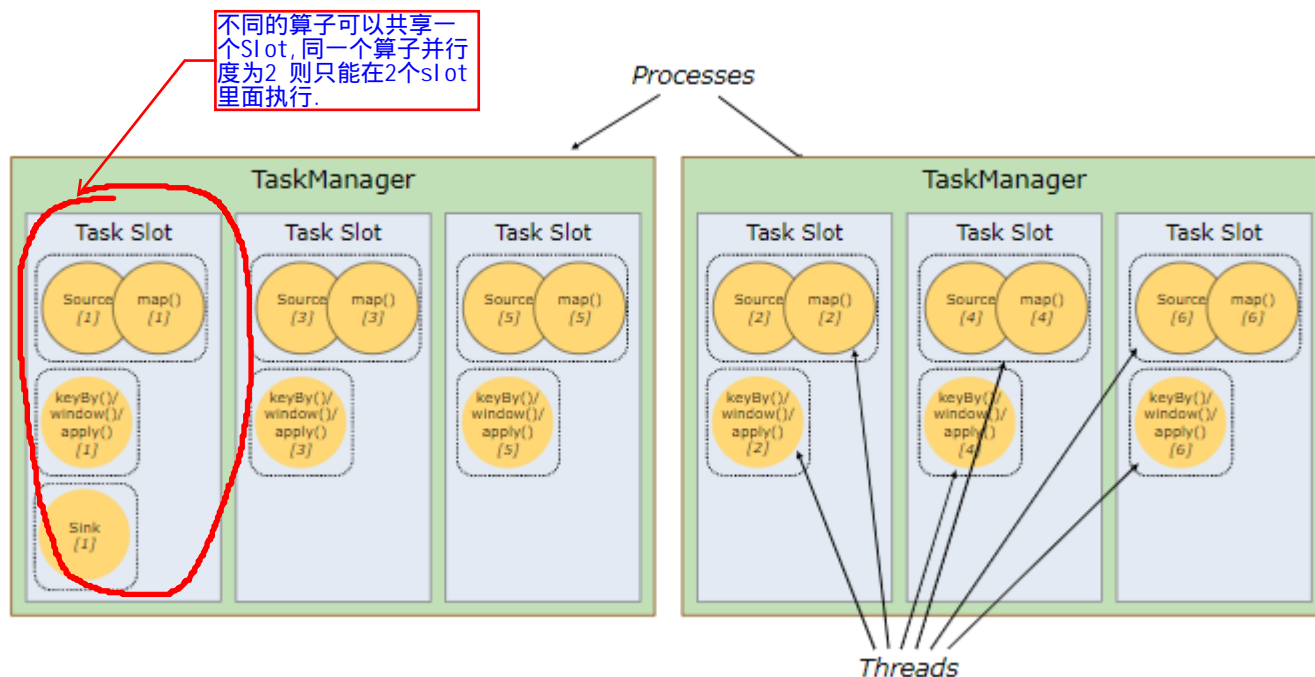 不同的算子可以共享一
个Slot,同一个算子并行
度为2 则只能在2个slot
里面执行.
Processes
TaskManager
Task Slot
Source
[1]
map()
[1]
keyBy()/
window()/
apply()
[1]
Sink
[1]
Task Slot
Source
[3]
map()
[3]
keyBy()/
window()/
apply()
[3]
Task Slot
Source
[5]
map()
[5]
keyBy()/
window()/
apply()
[5]
TaskManager
Task Slot
Source
[2]
map()
[2]
keyBy()/
window()/
apply()
[2]
Task Slot
Source
[4]
map()
[4]
keyBy()/
window()/
apply()
[4]
Task Slot
Source
[6]
map()
[6]
keyBy()/
window()/
apply()
[6]
Threads